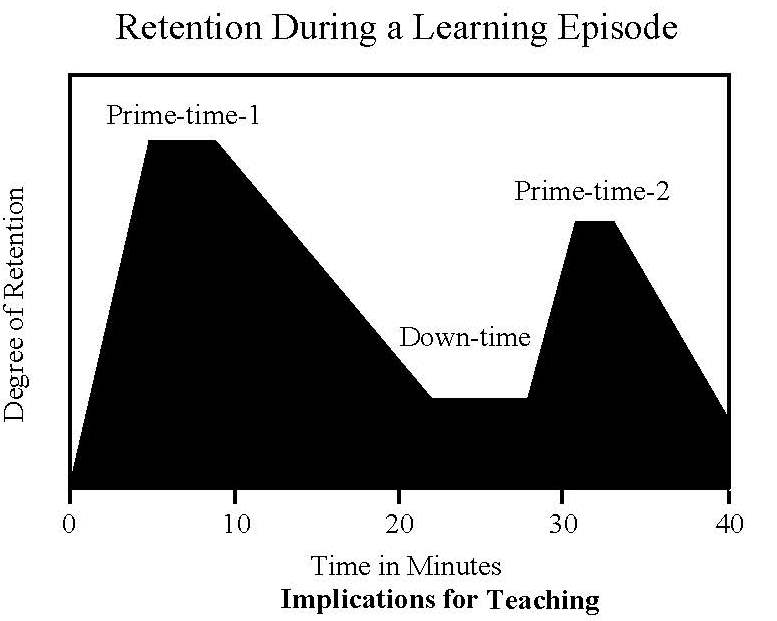 Retention During a Learning Episode
Prime-time-1
Prime-time-2
Down-time
Degree of Retention
0 10 20 30 40
Time in Minutes
Implications for Teaching